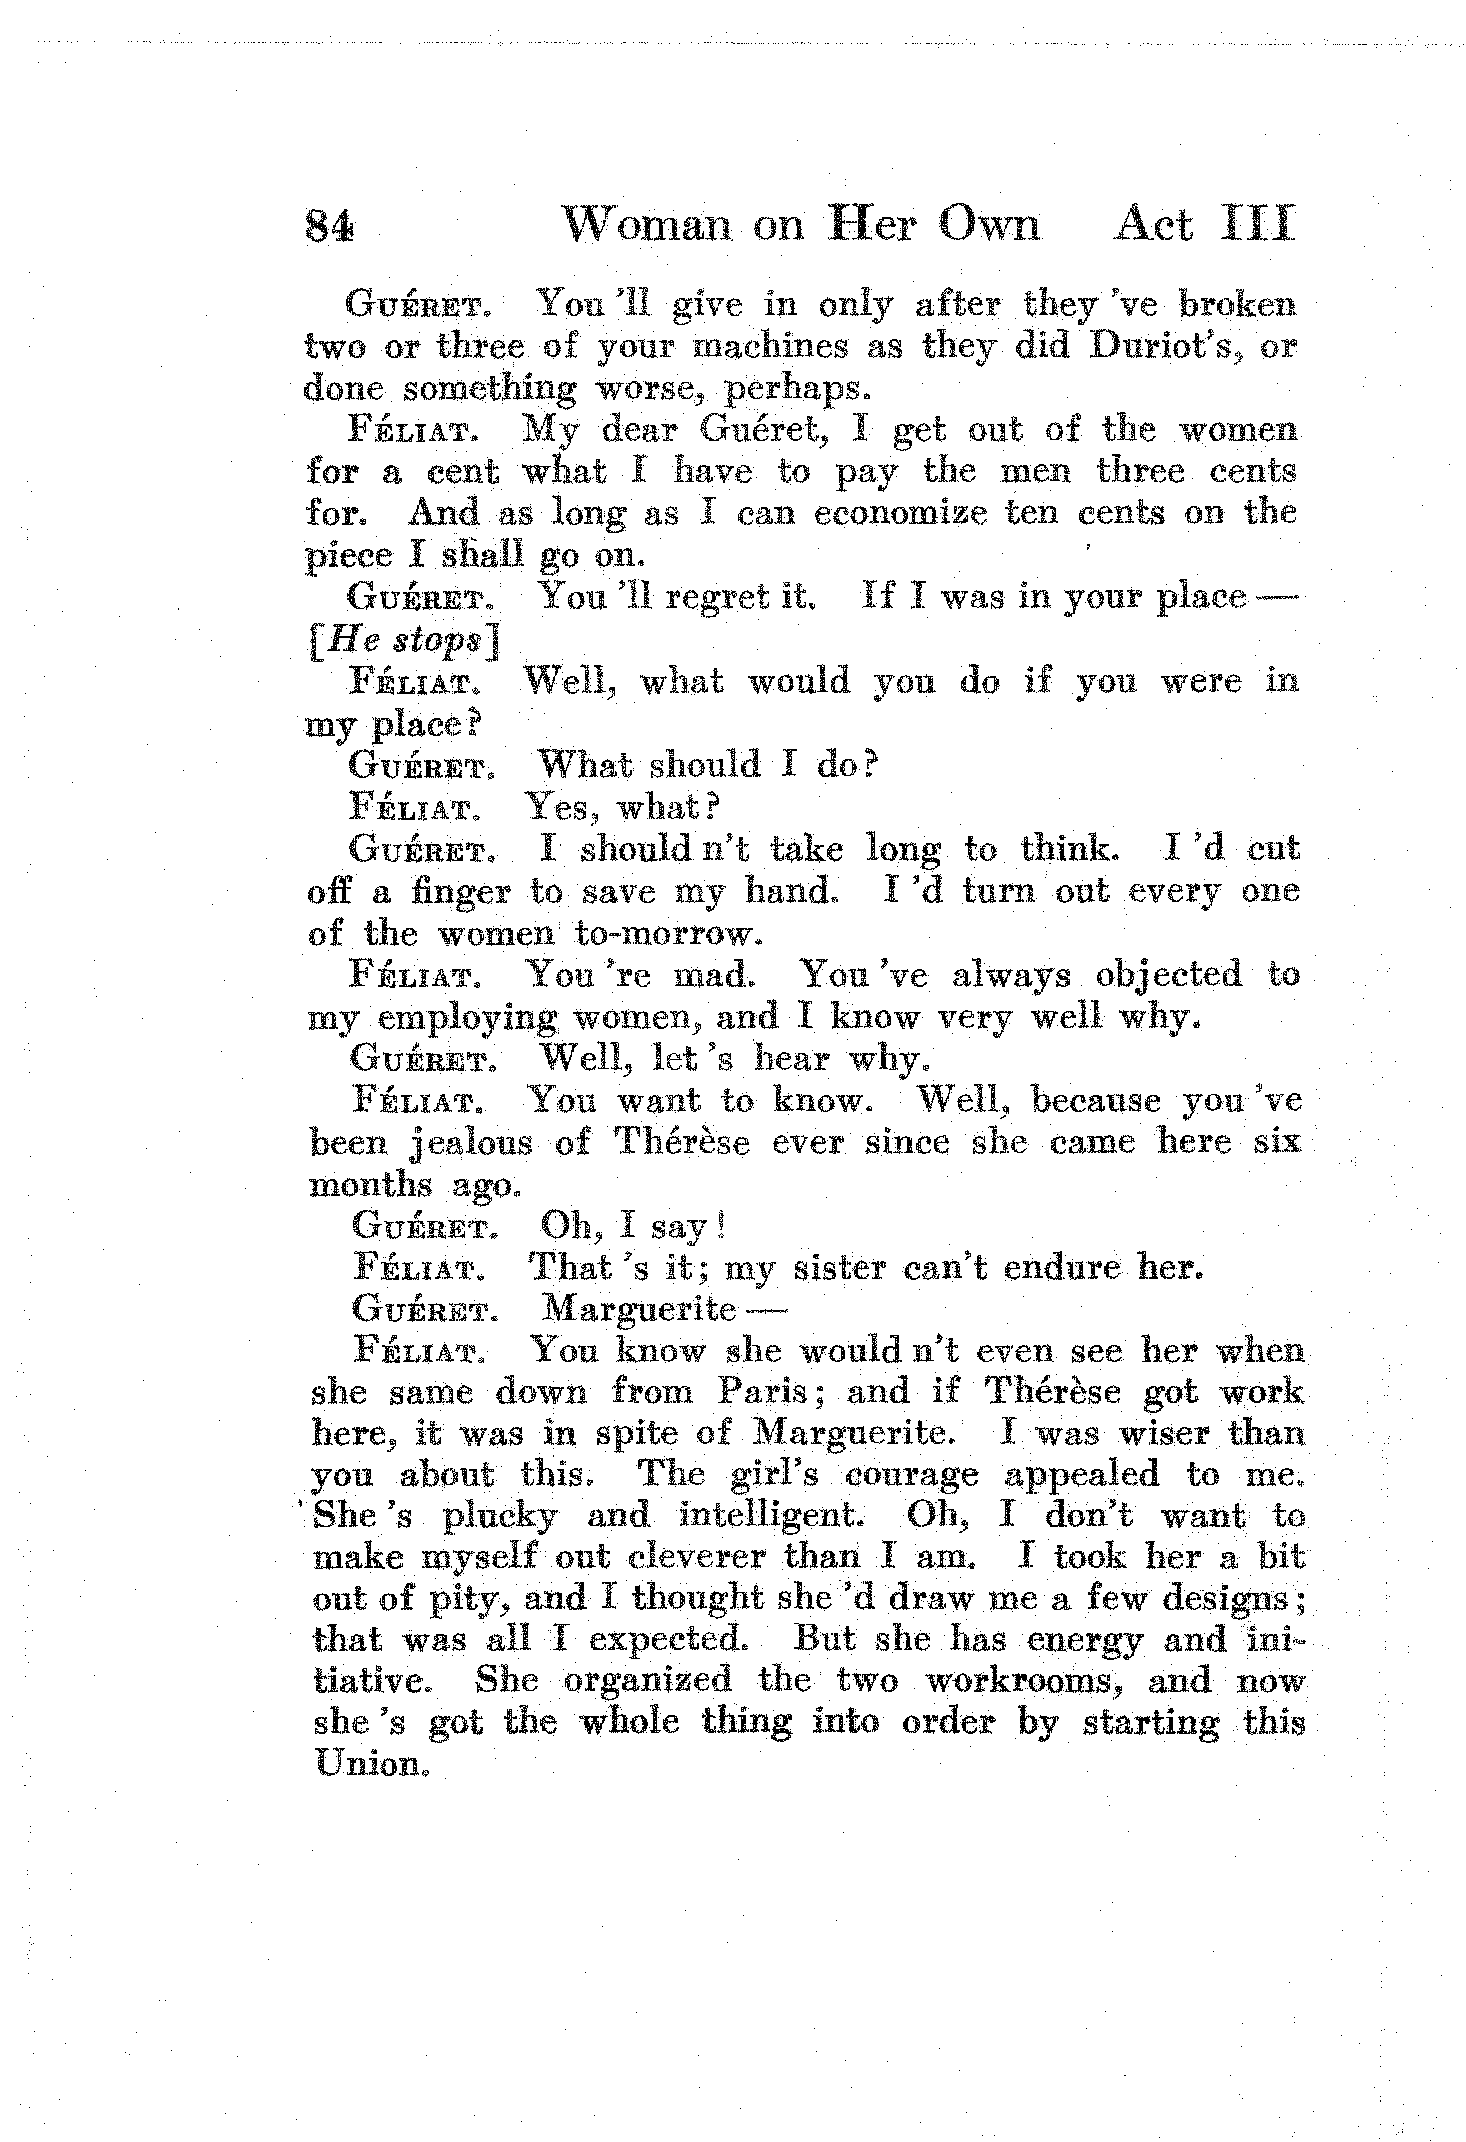 84 Woman on Her Own Act III
GUÉRET. You 'll give in only after they 've broken
two or three of your machines as they did Duriot's, or
done something worse, perhaps.
FÉLIAT. My dear Guéret, I get out of the women
for a cent what I have to pay the men three cents
for. And as long as I can economize ten cents on the
piece I shall go on.
GUÉRET. You 'll regret it. If I was in your place —
[He stops]
FÉLIAT. Well, what would you do if you were in
my place?
GUÉRET. What should I do?
FÉLIAT. Yes, what?
GUÉRET. I should n't take long to think. I 'd cut
off a finger to save my hand. I 'd turn out every one
of the women to-morrow.
FÉLIAT. You 're mad. You 've always objected to
my employing women, and I know very well why.
GUÉRET. Well, let 's hear why.
FÉLIAT. You want to know. Well, because you 've
been jealous of Thérèse ever since she came here six
months ago.
GUÉRET. Oh, I say!
FÉLIAT. That 's it; my sister can't endure her.
GUÉRET. Marguerite —
FÉLIAT. You know she would n't even see her when
she same down from Paris; and if Thérèse got work
here, it was in spite of Marguerite. I was wiser than
you about this. The girl's courage appealed to me.
She 's plucky and intelligent. Oh, I don't want to
make myself out cleverer than I am. I took her a bit
out of pity, and I thought she 'd draw me a few designs;
that was all I expected. But she has energy and ini-
tiative. She organized the two workrooms, and now
she 's got the whole thing into order by starting this
Union.